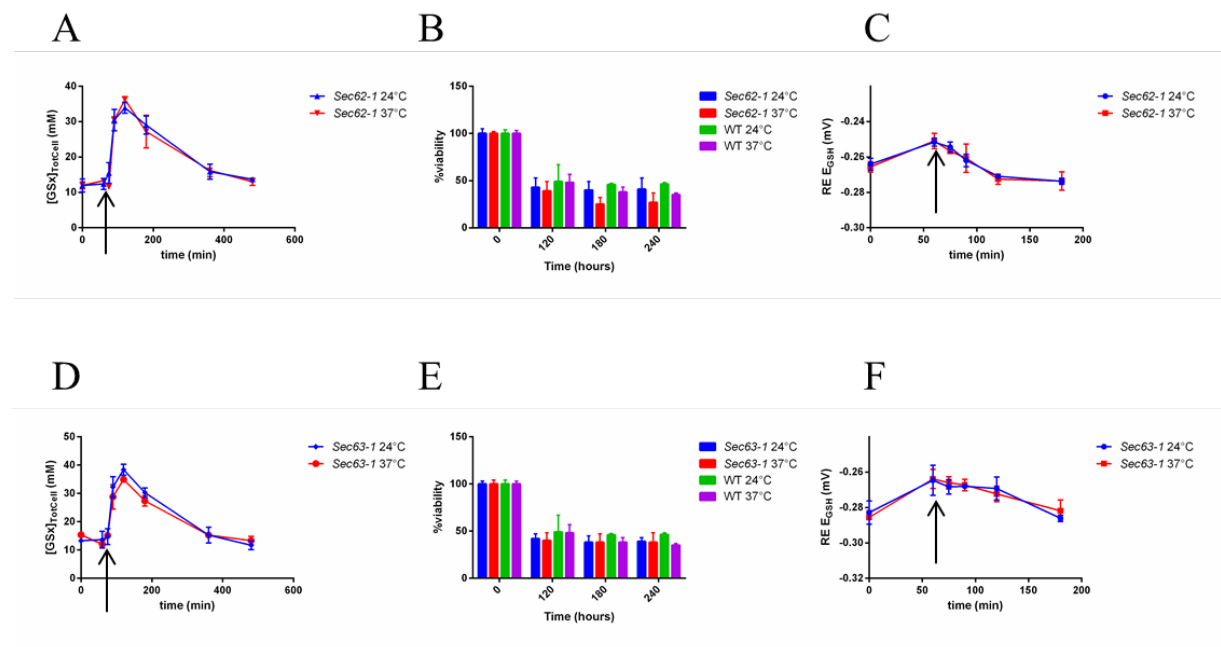 A
B
C
40
30
20
10
0
[GSx]TotCell (mM)
0
200
400
600
time (min)
Sec62-1 24°C
Sec62-1 37°C
150
100
50
0
%viability
0
120
180
240
Time (hours)
Sec62-1 24°C
Sec62-1 37°C
WT 24°C
WT 37°C
-0.24
-0.26
-0.28
-0.30
RE EGSH (mV)
0
50
100
150
200
time (min)
Sec62-1 24°C
Sec62-1 37°C
D
E
F
50
40
30
20
10
0
[GSx]TotCell (mM)
0
200
400
600
time (min)
Sec63-1 24°C
Sec63-1 37°C
150
100
50
0
%viability
0
120
180
240
Time (hours)
Sec63-1 24°C
Sec63-1 37°C
WT 24°C
WT 37°C
-0.26
-0.28
-0.30
-0.32
RE EGSH (mV)
0
50
100
150
200
time (min)
Sec63-1 24°C
Sec63-1 37°C